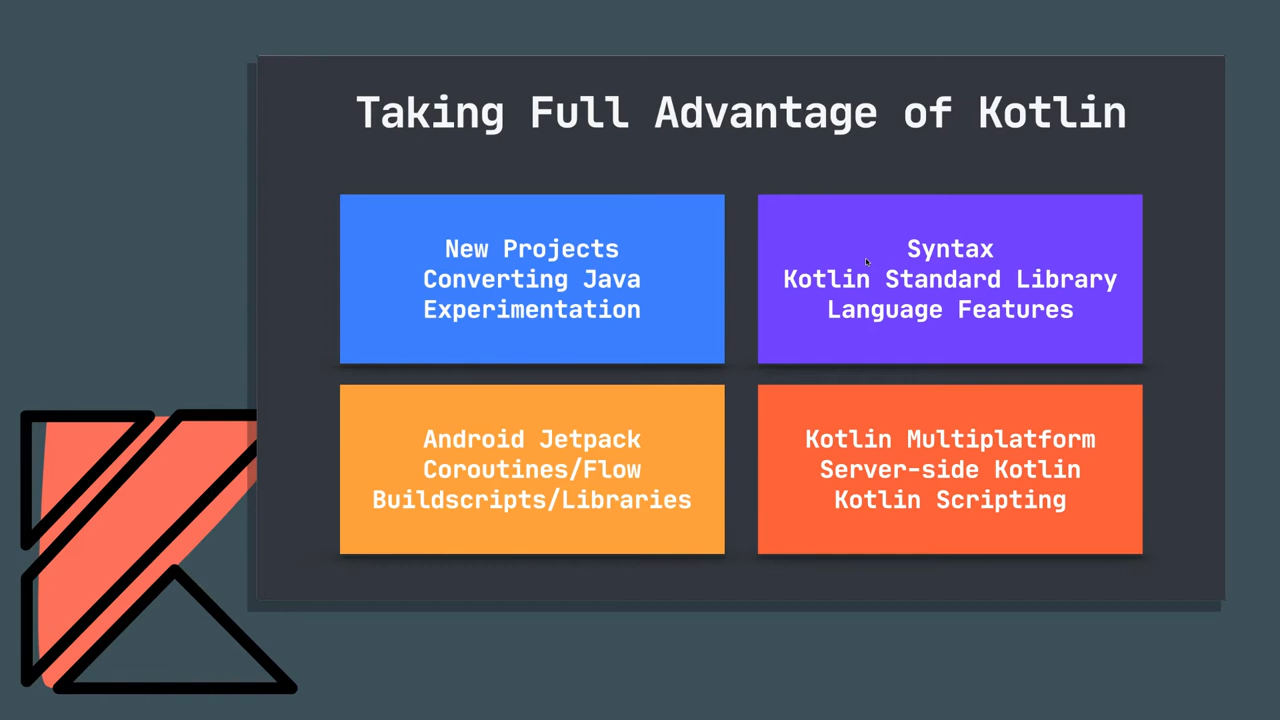 Taking Full Advantage of Kotlin
New Projects
Converting Java
Experimentation
Syntax
Kotlin Standard Library
Language Features
Android Jetpack
Coroutines/Flow
Buildscripts/Libraries
Kotlin Multiplatform
Server-side Kotlin
Kotlin Scripting